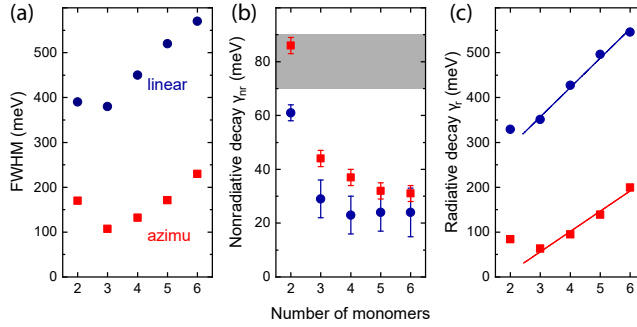 (a)
FWHM (meV)
600
500
400
300
200
100
0
linear
azimu
2 3 4 5 6
(b)
Nonradiative decay γnr (meV)
80
60
40
20
0
2 3 4 5 6
Number of monomers
(c)
Radiative decay γr (meV)
600
500
400
300
200
100
0
2 3 4 5 6